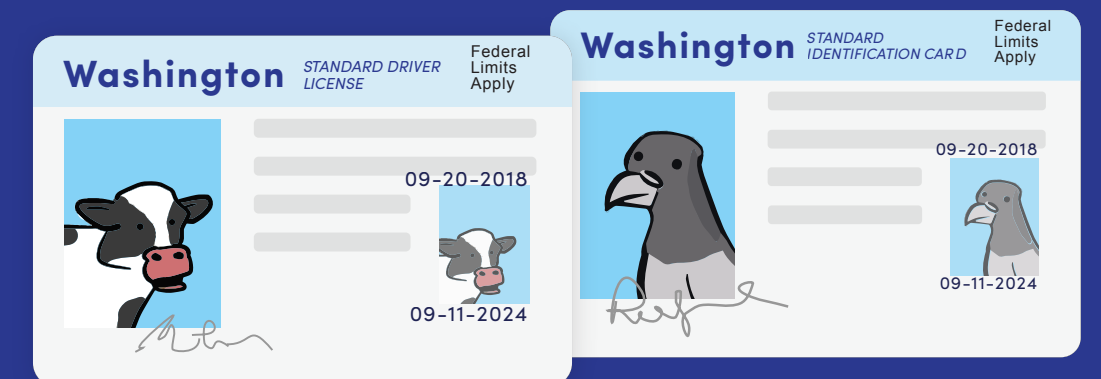 Washington
STANDARD DRIVER
LICENSE
Federal
Limits
Apply
09-20-2018
09-11-2024
Washington
STANDARD
IDENTIFICATION CARD
Federal
Limits
Apply
09-20-2018
09-11-2024